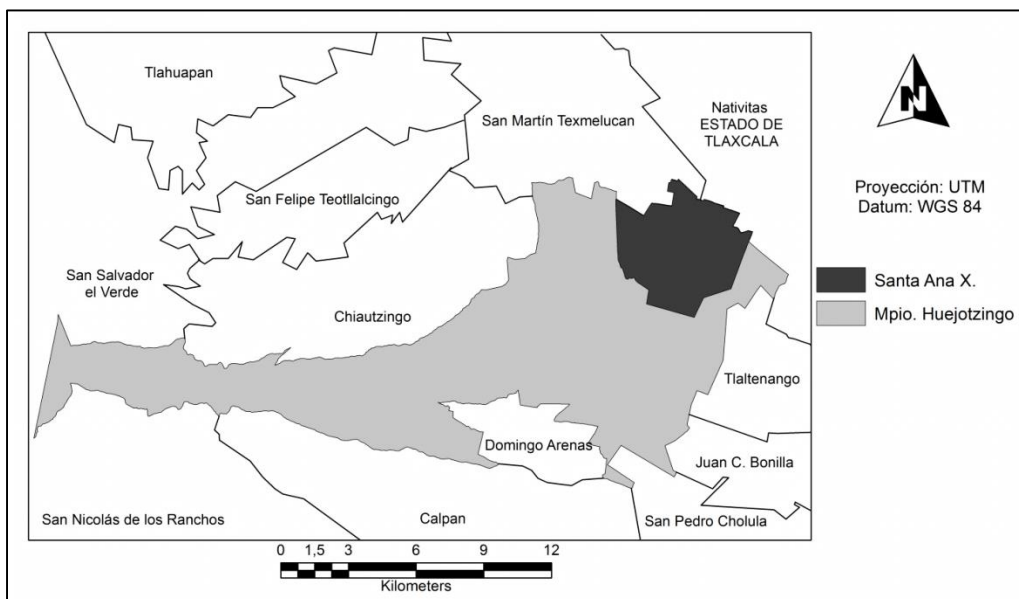 Tlahuapan
San Martín Texmelucan
Nativitas
ESTADO DE
TLAXCALA
N
San Felipe Teotllalcingo
Proyección: UTM
Datum: WGS 84
San Salvador
el Verde
Chiautzingo
Santa Ana X.
Mpio. Huejotzingo
Tlaltenango
Domingo Arenas
Juan C. Bonilla
San Nicolás de los Ranchos
Calpan
San Pedro Cholula
0 1,5 3 6 9 12
Kilometers